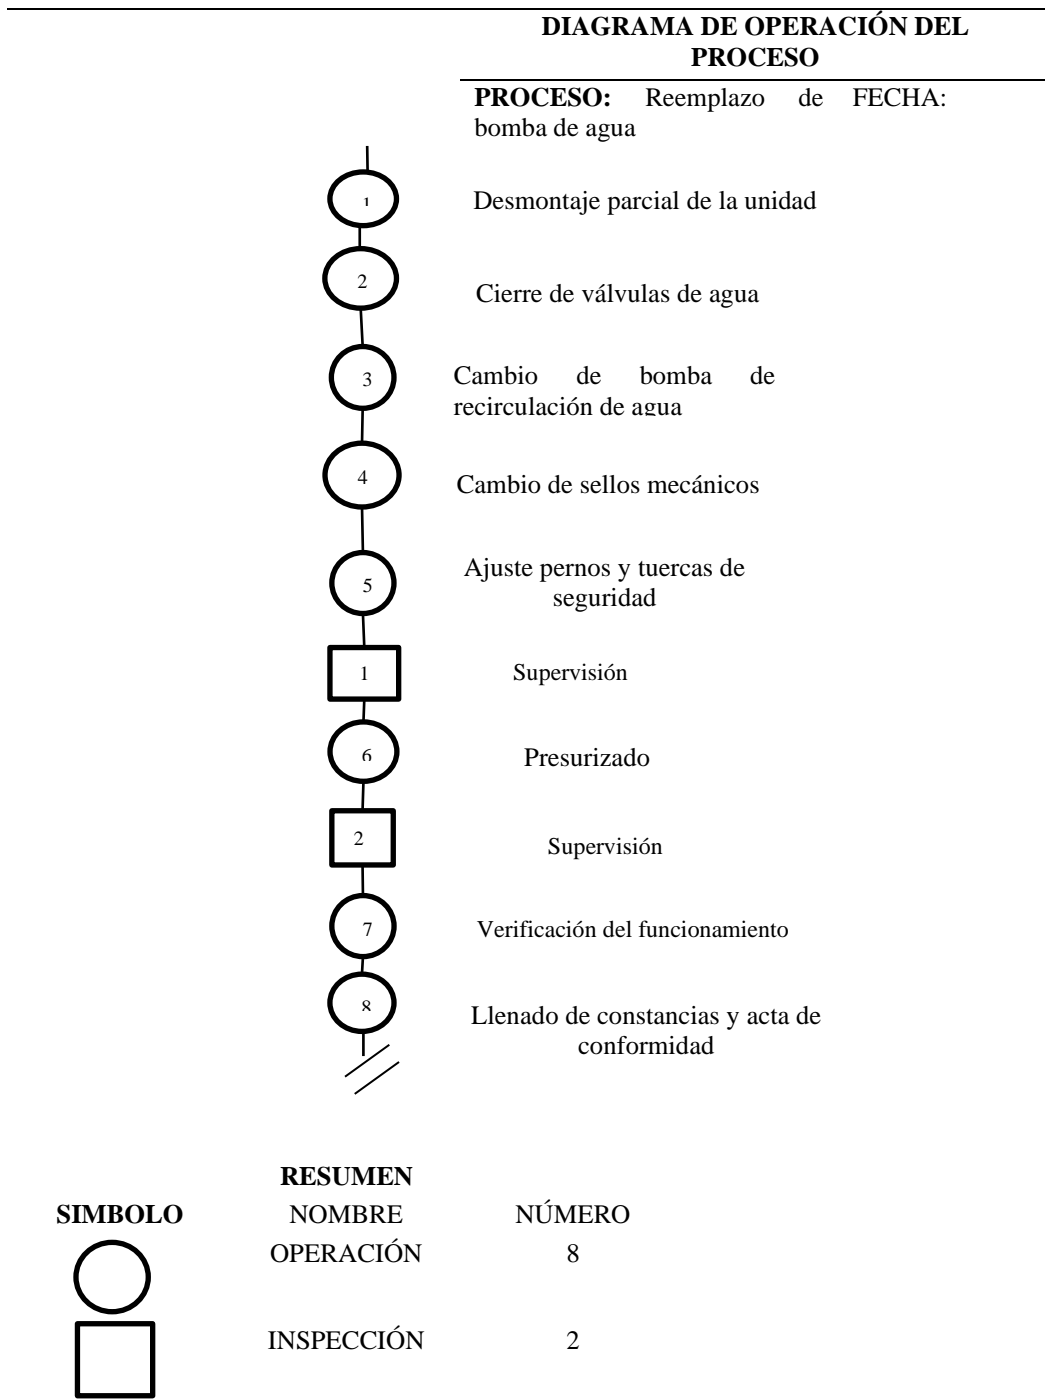 DIAGRAMA DE OPERACIÓN DEL
PROCESO
PROCESO: Reemplazo de FECHA:
bomba de agua
1
Desmontaje parcial de la unidad
2
Cierre de válvulas de agua
3
Cambio de bomba de
recirculación de agua
4
Cambio de sellos mecánicos
5
Ajuste pernos y tuercas de
seguridad
1
Supervisión
6
Presurizado
2
Supervisión
7
Verificación del funcionamiento
8
Llenado de constancias y acta de
conformidad
RESUMEN
SIMBOLO NOMBRE NÚMERO
OPERACIÓN 8
INSPECCIÓN 2